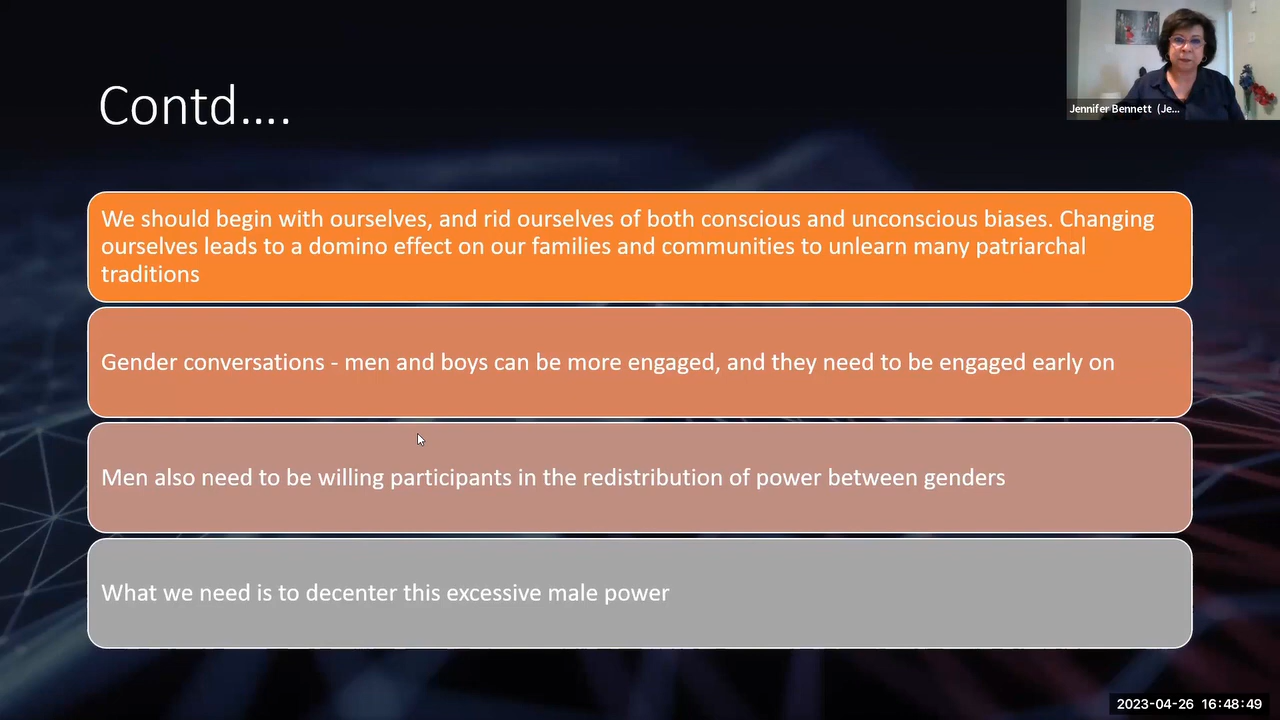 Contd....
Jennifer Bennett (Je...
We should begin with ourselves, and rid ourselves of both conscious and unconscious biases. Changing
ourselves leads to a domino effect on our families and communities to unlearn many patriarchal
traditions
Gender conversations - men and boys can be more engaged, and they need to be engaged early on
Men also need to be willing participants in the redistribution of power between genders
What we need is to decenter this excessive male power
2023-04-26 16:48:49